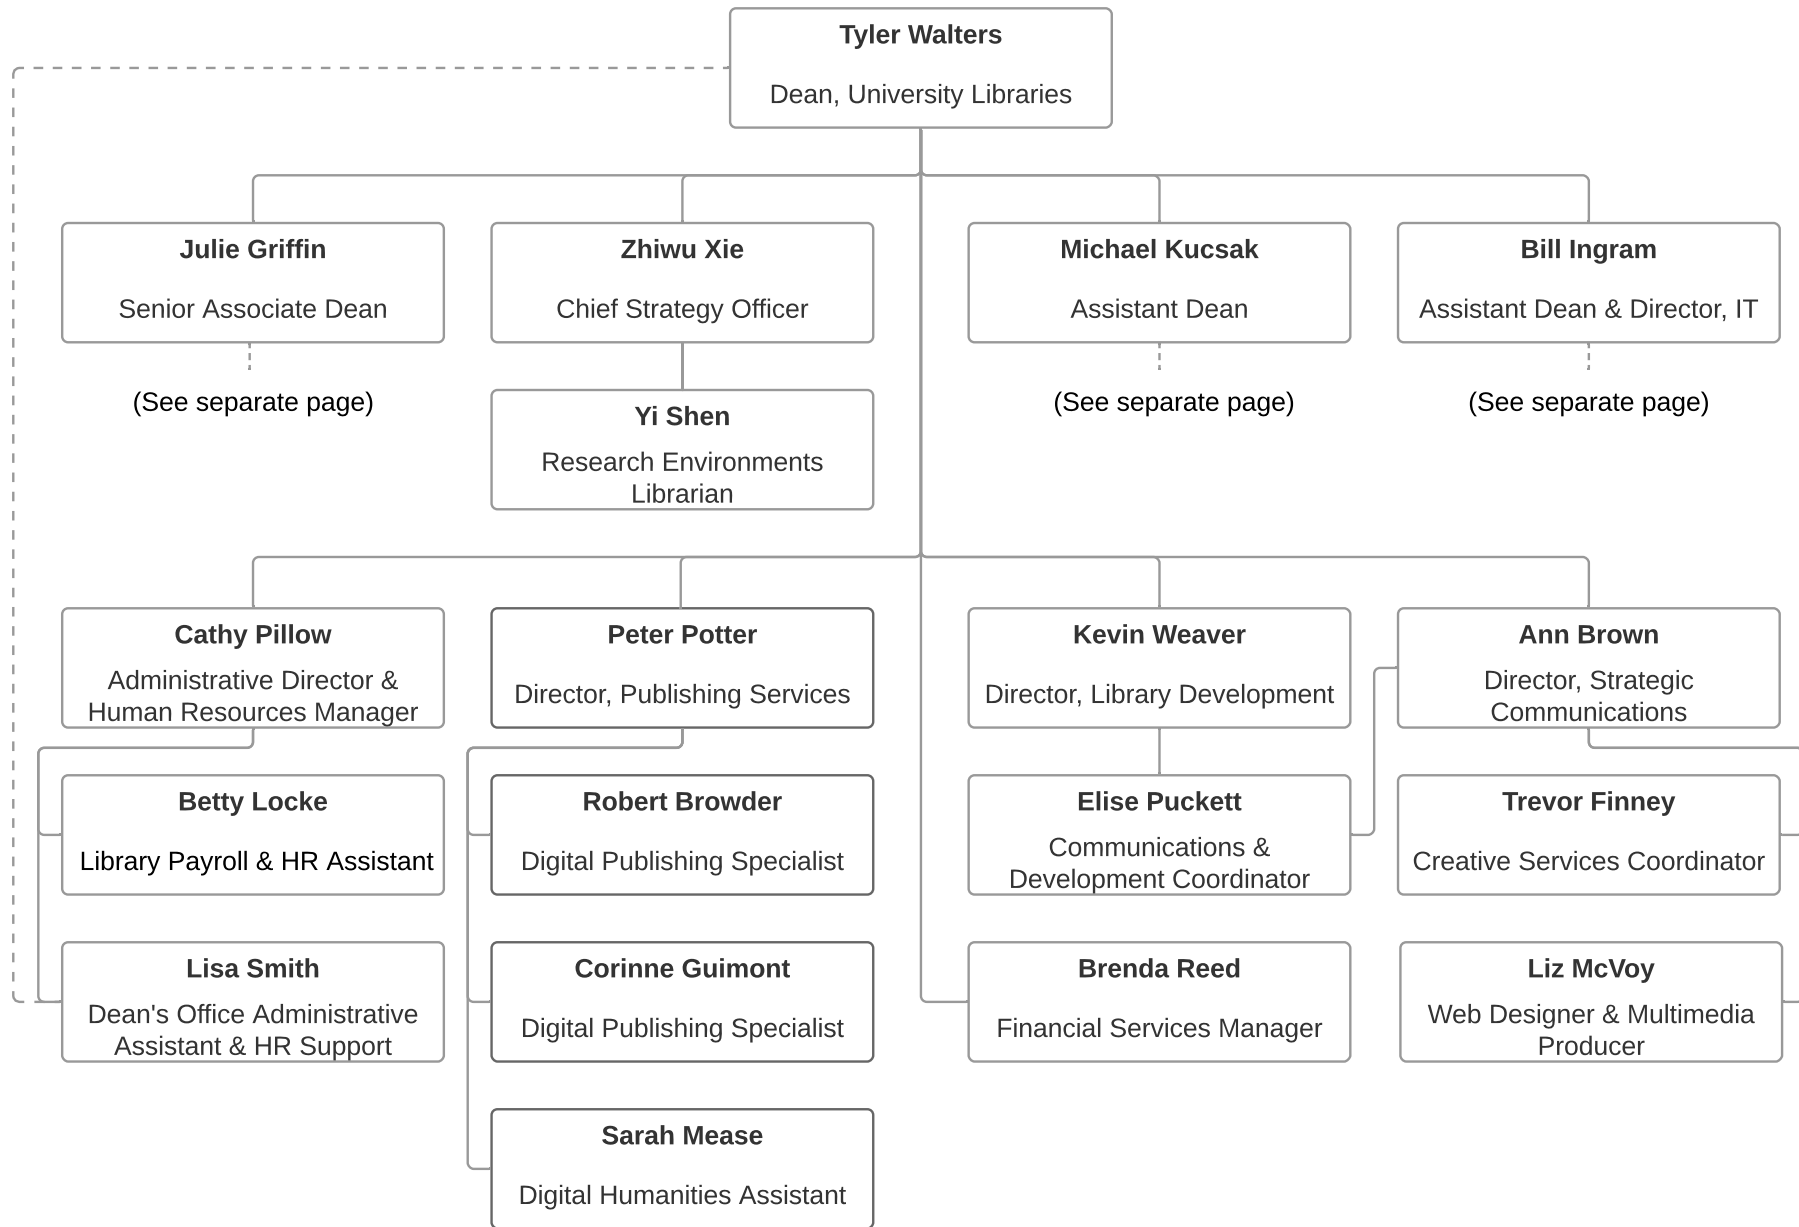 Tyler Walters
Dean, University Libraries
Julie Griffin
Senior Associate Dean
(See separate page)
Zhiwu Xie
Chief Strategy Officer
Yi Shen
Research Environments
Librarian
Michael Kucsak
Assistant Dean
(See separate page)
Bill Ingram
Assistant Dean & Director, IT
(See separate page)
Cathy Pillow
Administrative Director &
Human Resources Manager
Betty Locke
Library Payroll & HR Assistant
Lisa Smith
Dean's Office Administrative
Assistant & HR Support
Peter Potter
Director, Publishing Services
Robert Browder
Digital Publishing Specialist
Corinne Guimont
Digital Publishing Specialist
Sarah Mease
Digital Humanities Assistant
Kevin Weaver
Director, Library Development
Elise Puckett
Communications &
Development Coordinator
Brenda Reed
Financial Services Manager
Ann Brown
Director, Strategic
Communications
Trevor Finney
Creative Services Coordinator
Liz McVoy
Web Designer & Multimedia
Producer